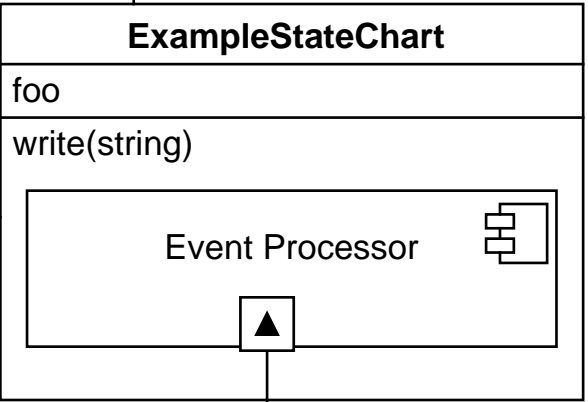 ExampleStateChart
foo
write(string)
Event Processor